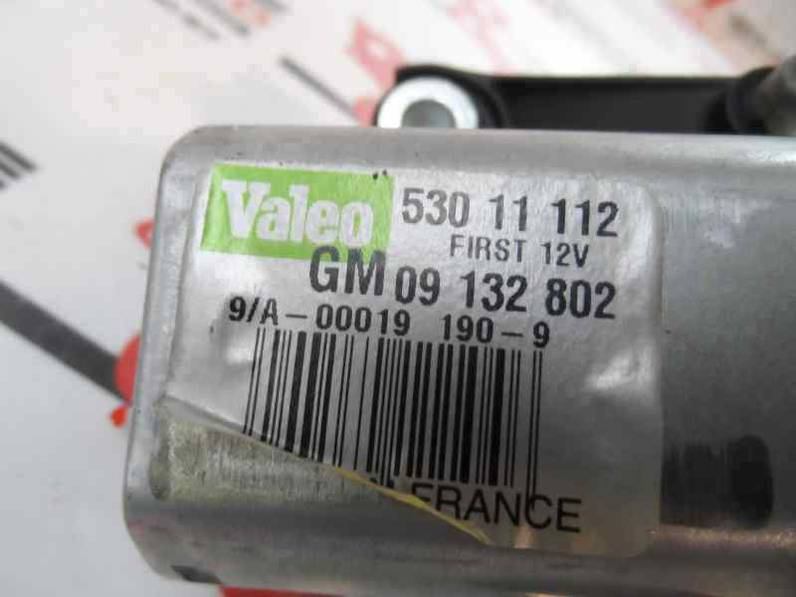 Valeo 530 11 112
FIRST 12V
GM 09 132 802
9/A-00019 190-9
FRANCE